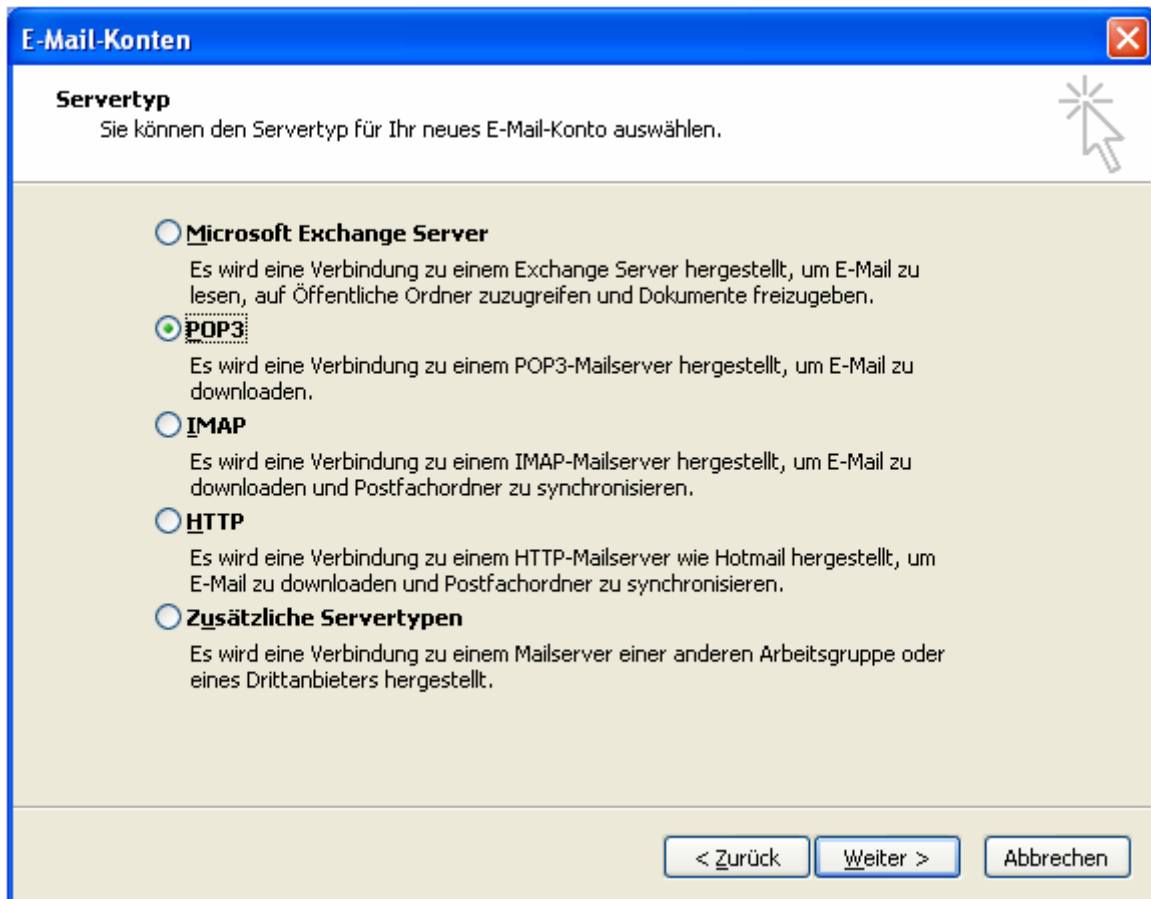 E-Mail-Konten
Servertyp
Sie können den Servertyp für Ihr neues E-Mail-Konto auswählen.
Microsoft Exchange Server
Es wird eine Verbindung zu einem Exchange Server hergestellt, um E-Mail zu
lesen, auf Öffentliche Ordner zuzugreifen und Dokumente freizugeben.
POP3
Es wird eine Verbindung zu einem POP3-Mailserver hergestellt, um E-Mail zu
downloaden.
IMAP
Es wird eine Verbindung zu einem IMAP-Mailserver hergestellt, um E-Mail zu
downloaden und Postfachordner zu synchronisieren.
HTTP
Es wird eine Verbindung zu einem HTTP-Mailserver wie Hotmail hergestellt, um
E-Mail zu downloaden und Postfachordner zu synchronisieren.
Zusätzliche Servertypen
Es wird eine Verbindung zu einem Mailserver einer anderen Arbeitsgruppe oder
eines Drittanbieters hergestellt.
< Zurück Weiter > Abbrechen